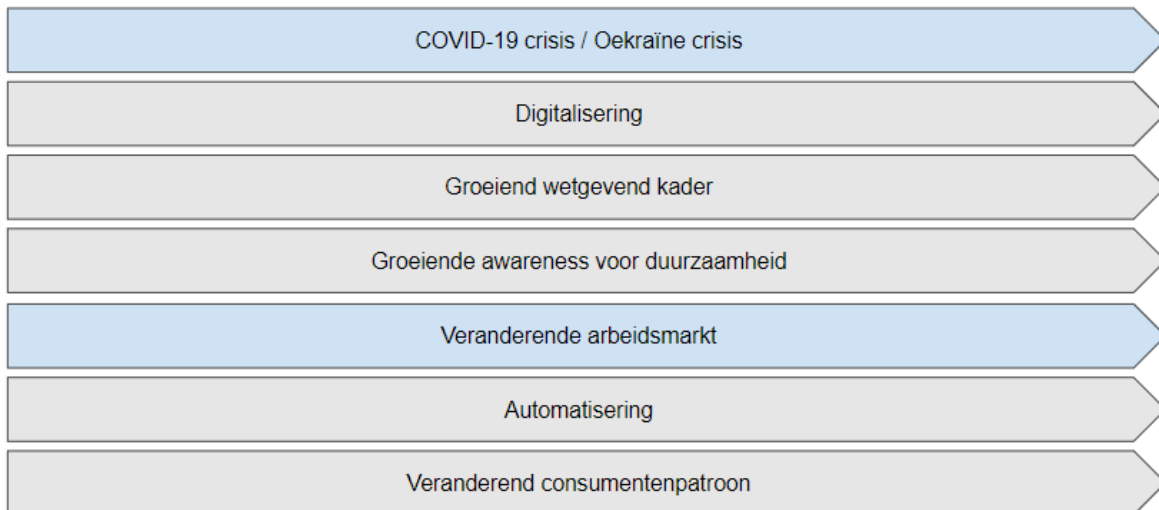 COVID-19 crisis / Oekraïne crisis
Digitalisering
Groeiend wetgevend kader
Groeiende awareness voor duurzaamheid
Veranderende arbeidsmarkt
Automatisering
Veranderend consumentenpatroon